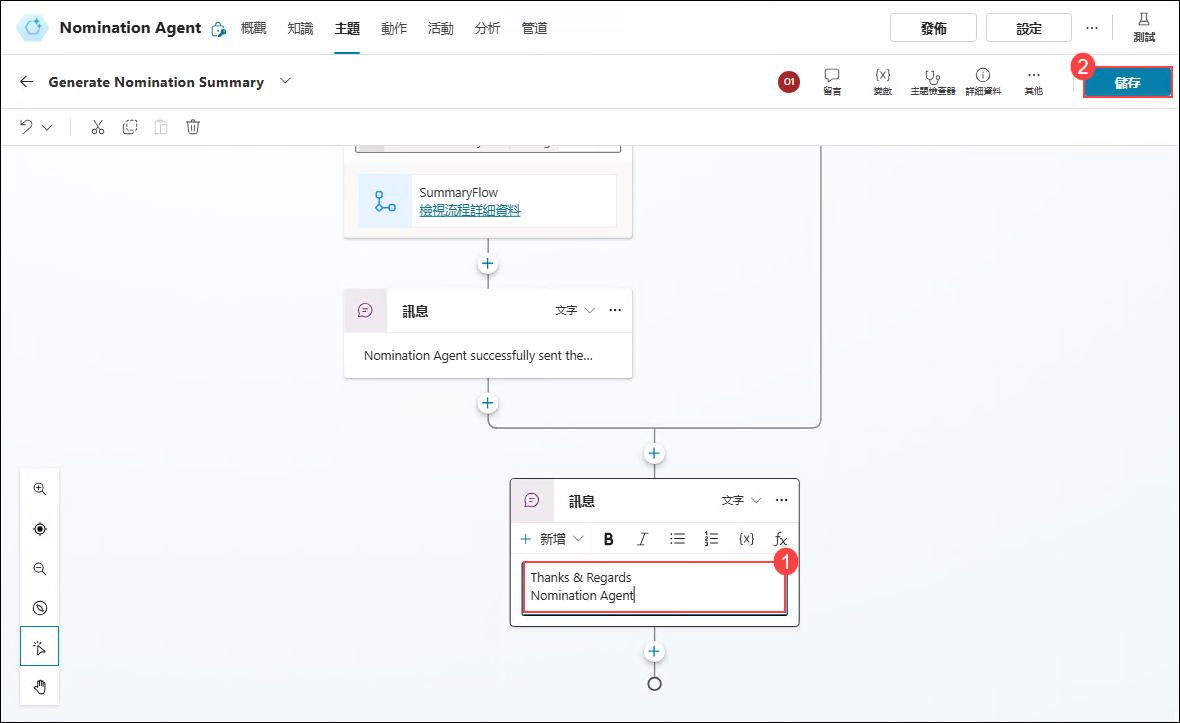 Nomination Agent
概觀
知識
主題
動作
活動
分析
管道
發佈
設定
測試
Generate Nomination Summary
O1
留言
變數
主題檢查器
詳細資料
其他
2
儲存
SummaryFlow
檢視流程詳細資料
訊息
文字
Nomination Agent successfully sent the...
訊息
文字
新增
B
I
{x}
fx
1
Thanks & Regards
Nomination Agent